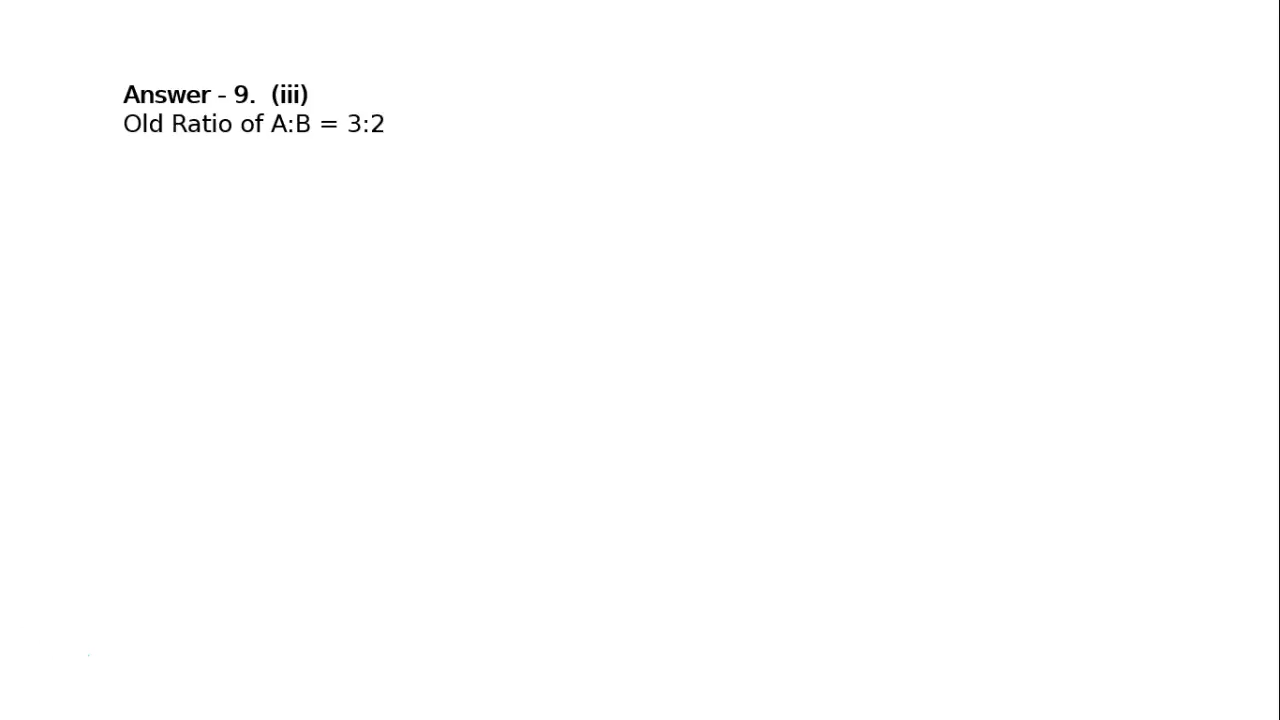 Answer - 9.  (iii)
Old Ratio of A:B = 3:2